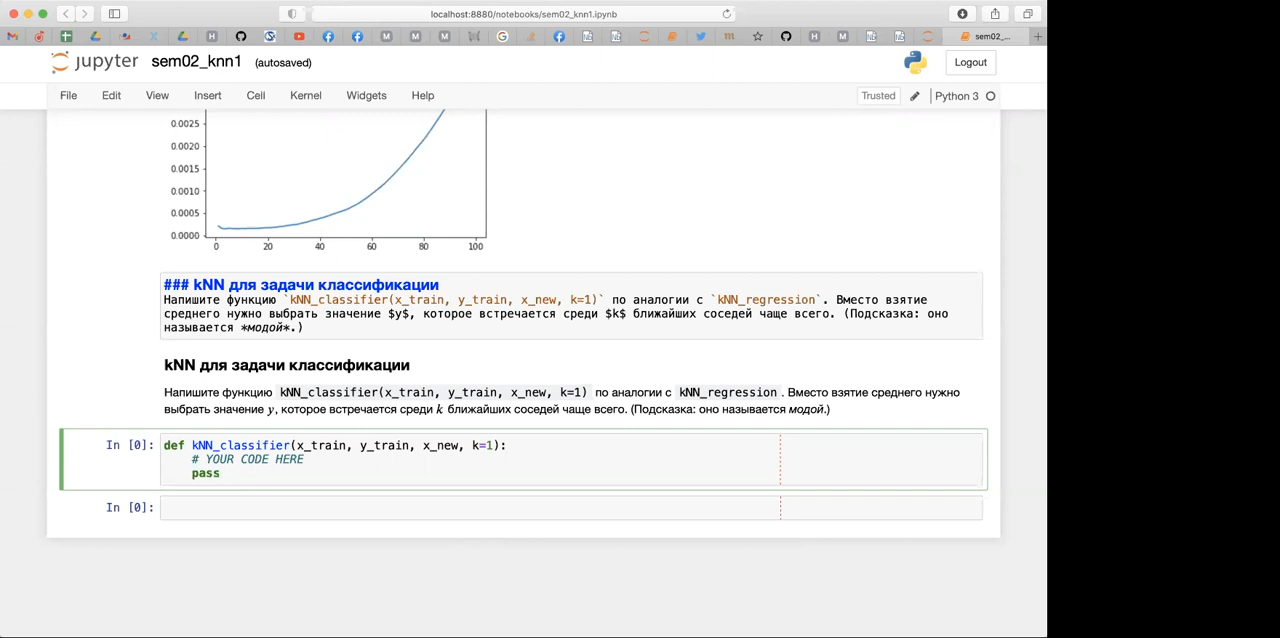 localhost:8880/notebooks/sem02_knn1.ipynb
sem02_...
jupyter sem02_knn1 (autosaved)
Logout
File Edit View Insert Cell Kernel Widgets Help
Trusted
Python 3
0.0025
0.0020
0.0015
0.0010
0.0005
0.0000
0 20 40 60 80 100
### kNN для задачи классификации
Напишите функцию `kNN_classifier(x_train, y_train, x_new, k=1)` по аналогии с `kNN_regression`. Вместо взятие
среднего нужно выбрать значение $y$, которое встречается среди $k$ ближайших соседей чаще всего. (Подсказка: оно
называется *модой*.)
kNN для задачи классификации
Напишите функцию kNN_classifier(x_train, y_train, x_new, k=1) по аналогии с kNN_regression . Вместо взятие среднего нужно
выбрать значение y, которое встречается среди k ближайших соседей чаще всего. (Подсказка: оно называется модой.)
In [0]: def kNN_classifier(x_train, y_train, x_new, k=1):
# YOUR CODE HERE
pass
In [0]: